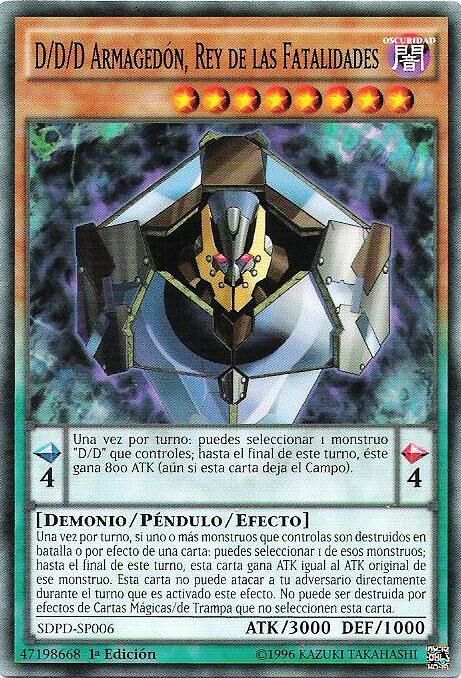 D/D/D Armagedón, Rey de las Fatalidades
OSCURIDAD
闇
Una vez por turno: puedes seleccionar 1 monstruo
"D/D" que controles; hasta el final de este turno, éste
gana 800 ATK (aún si esta carta deja el Campo).
4
4
[Demonio/Péndulo/Efecto]
Una vez por turno, si uno o más monstruos que controlas son destruidos en
batalla o por efecto de una carta: puedes seleccionar 1 de esos monstruos;
hasta el final de este turno, esta carta gana ATK igual al ATK original de
ese monstruo. Esta carta no puede atacar a tu adversario directamente
durante el turno que es activado este efecto. No puede ser destruida por
efectos de Cartas Mágicas/de Trampa que no seleccionen esta carta.
SDPD-SP006
ATK/3000 DEF/1000
47198668
1ª Edición
©1996 KAZUKI TAKAHASHI